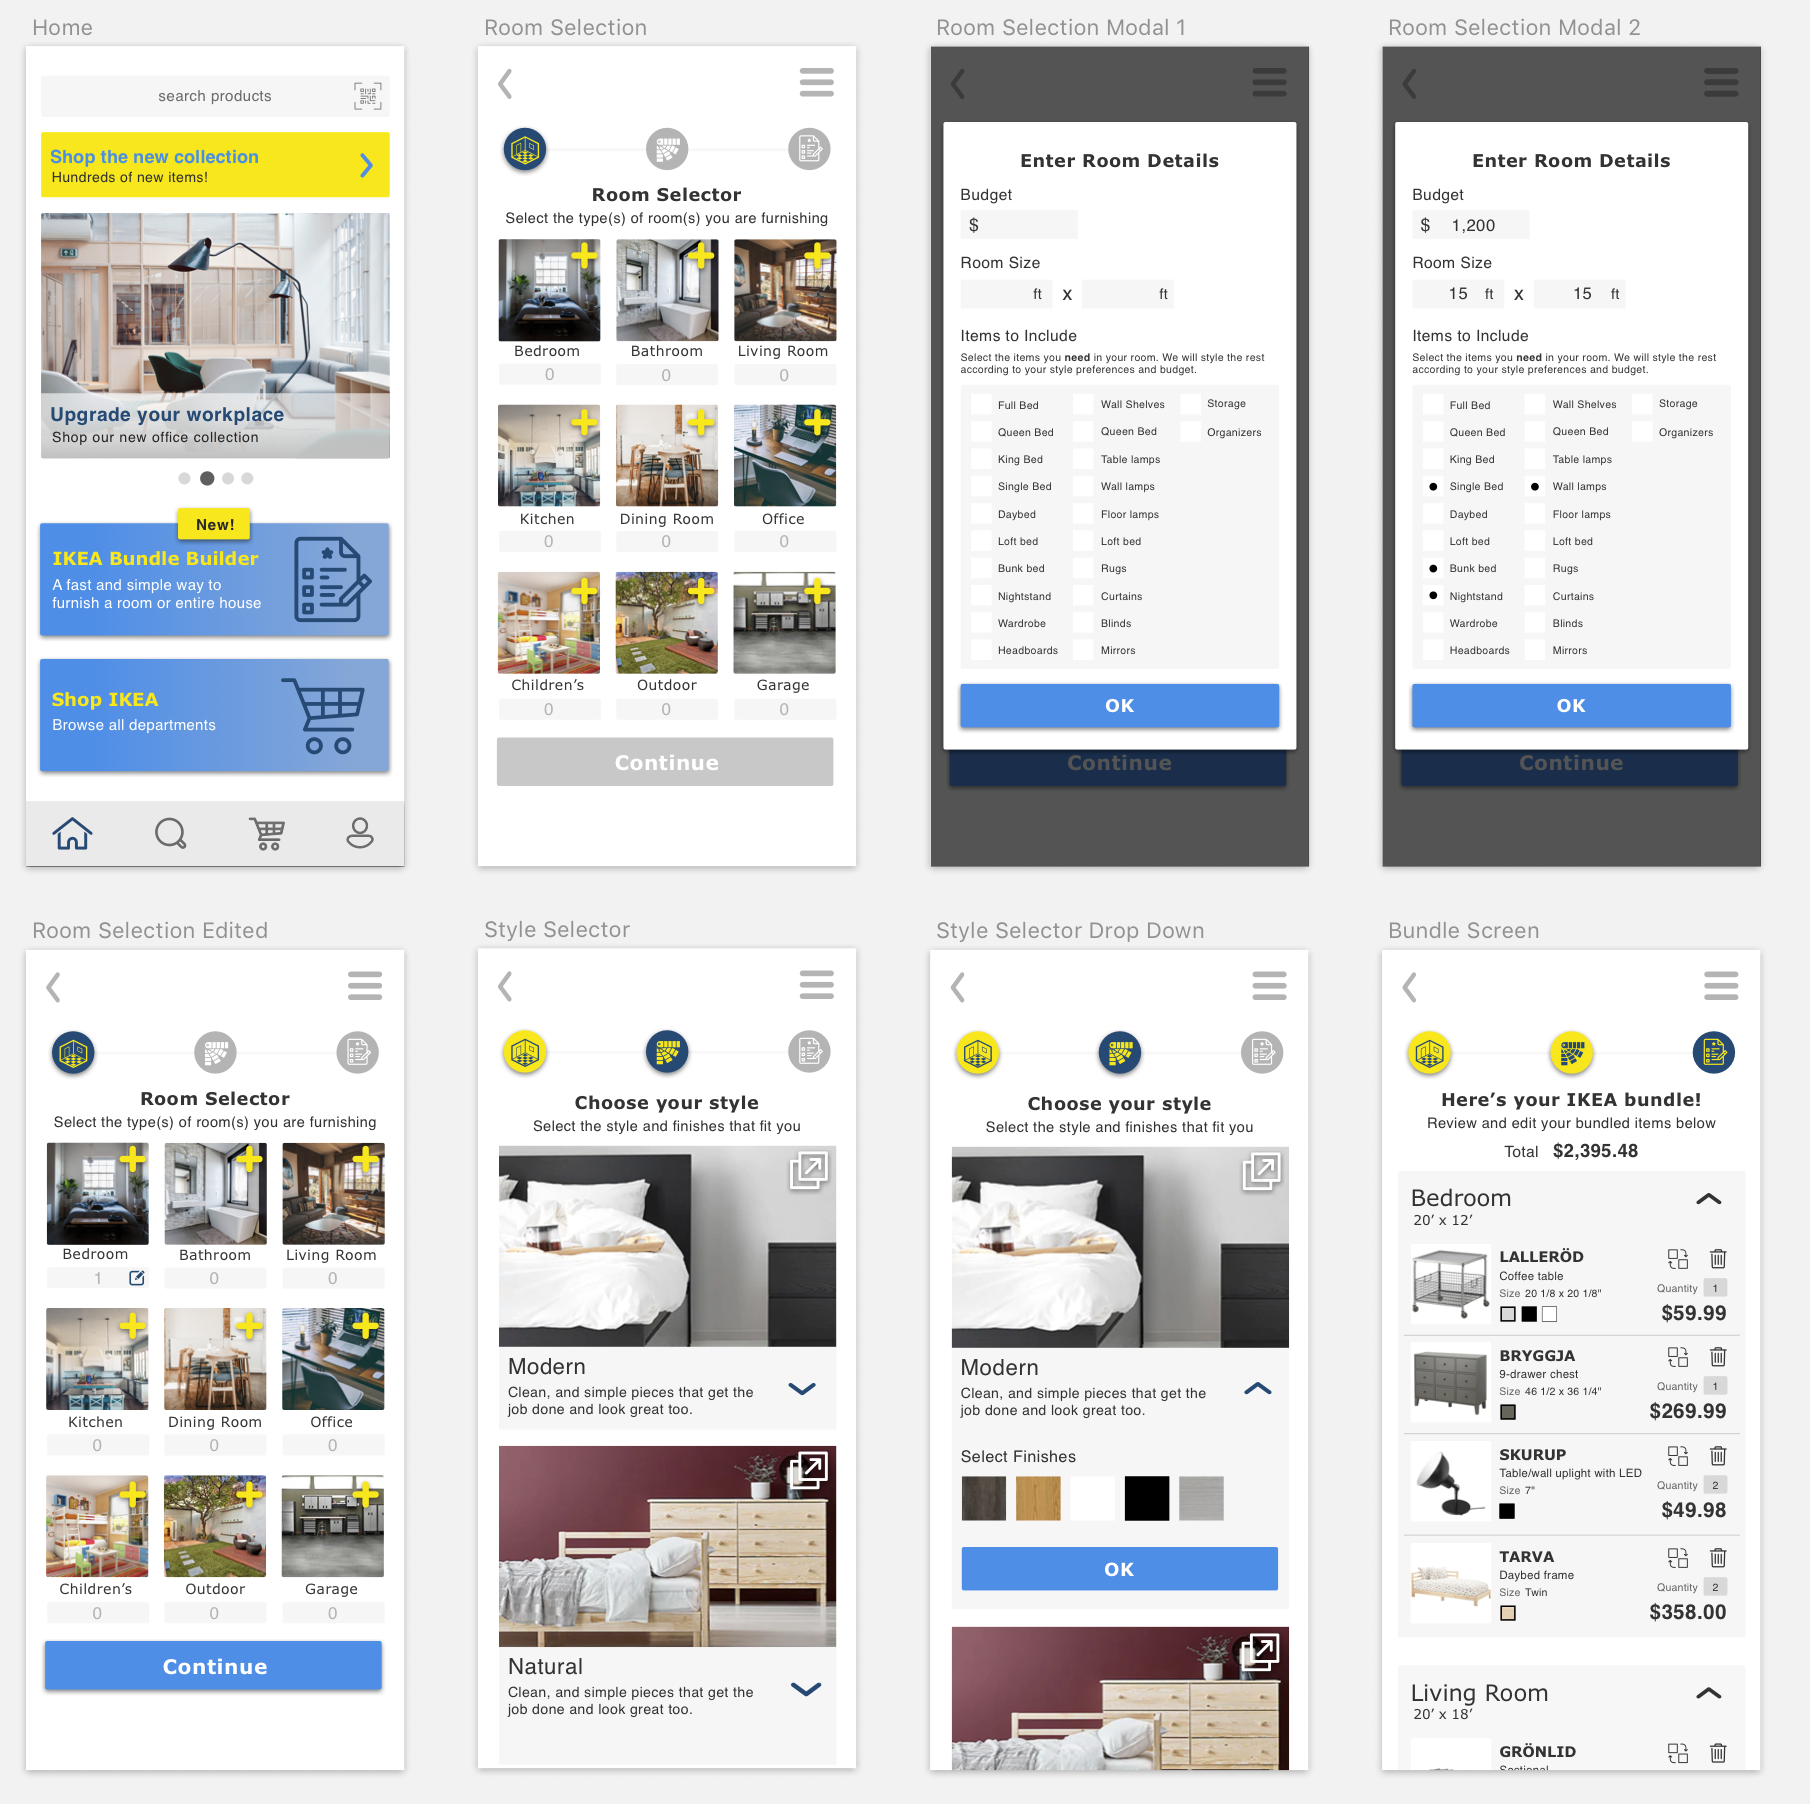 Home
search products
Shop the new collection
Hundreds of new items!
Upgrade your workplace
Shop our new office collection
New!
IKEA Bundle Builder
A fast and simple way to
furnish a room or entire house
Shop IKEA
Browse all departments
Room Selection
Room Selector
Select the type(s) of room(s) you are furnishing
Bedroom Bathroom Living Room
0 0 0
Kitchen Dining Room Office
0 0 0
Children's Outdoor Garage
0 0 0
Continue
Room Selection Modal 1
Enter Room Details
Budget
$
Room Size
ft x ft
Items to Include
Select the items you need in your room. We will style the rest
according to your style preferences and budget.
Full Bed Wall Shelves Storage
Queen Bed Queen Bed Organizers
King Bed Table lamps
Single Bed Wall lamps
Daybed Floor lamps
Loft bed Loft bed
Bunk bed Rugs
Nightstand Curtains
Wardrobe Blinds
Headboards Mirrors
OK
Continue
Room Selection Modal 2
Enter Room Details
Budget
$ 1,200
Room Size
15 ft x 15 ft
Items to Include
Select the items you need in your room. We will style the rest
according to your style preferences and budget.
Full Bed Wall Shelves Storage
Queen Bed Queen Bed Organizers
King Bed Table lamps
Single Bed Wall lamps
Daybed Floor lamps
Loft bed Loft bed
Bunk bed Rugs
Nightstand Curtains
Wardrobe Blinds
Headboards Mirrors
OK
Continue
Room Selection Edited
Room Selector
Select the type(s) of room(s) you are furnishing
Bedroom Bathroom Living Room
1 0 0
Kitchen Dining Room Office
0 0 0
Children's Outdoor Garage
0 0 0
Continue
Style Selector
Choose your style
Select the style and finishes that fit you
Modern
Clean, and simple pieces that get the
job done and look great too.
Natural
Clean, and simple pieces that get the
job done and look great too.
Style Selector Drop Down
Choose your style
Select the style and finishes that fit you
Modern
Clean, and simple pieces that get the
job done and look great too.
Select Finishes
OK
Bundle Screen
Here's your IKEA bundle!
Review and edit your bundled items below
Total $2,395.48
Bedroom
20' x 12'
LALLERÖD
Coffee table
Size 20 1/8 x 20 1/8"
Quantity 1
$59.99
BRYGGJA
9-drawer chest
Size 46 1/2 x 36 1/4"
Quantity 1
$269.99
SKURUP
Table/wall uplight with LED
Size 7"
Quantity 2
$49.98
TARVA
Daybed frame
Size Twin
Quantity 2
$358.00
Living Room
20' x 18'
GRÖNLID
Sectional